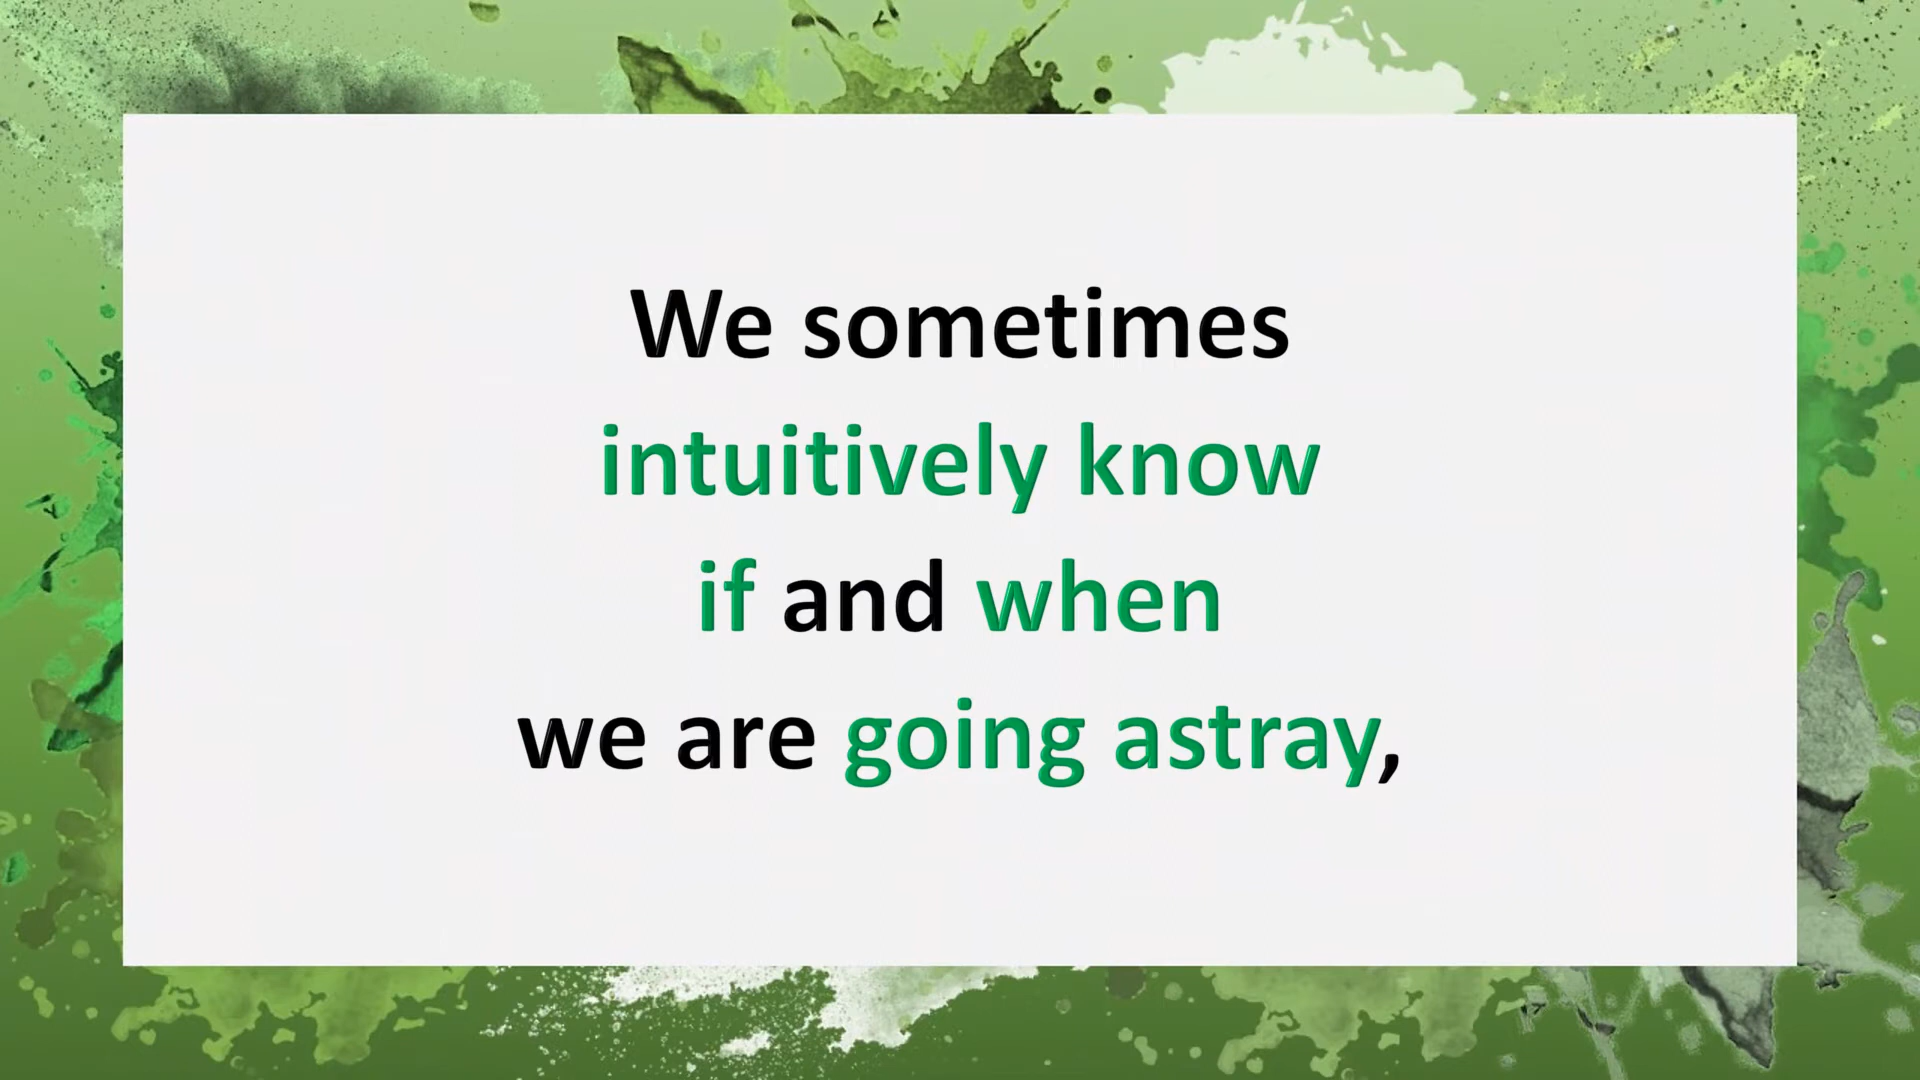 We sometimes
intuitively know
if and when
we are going astray,